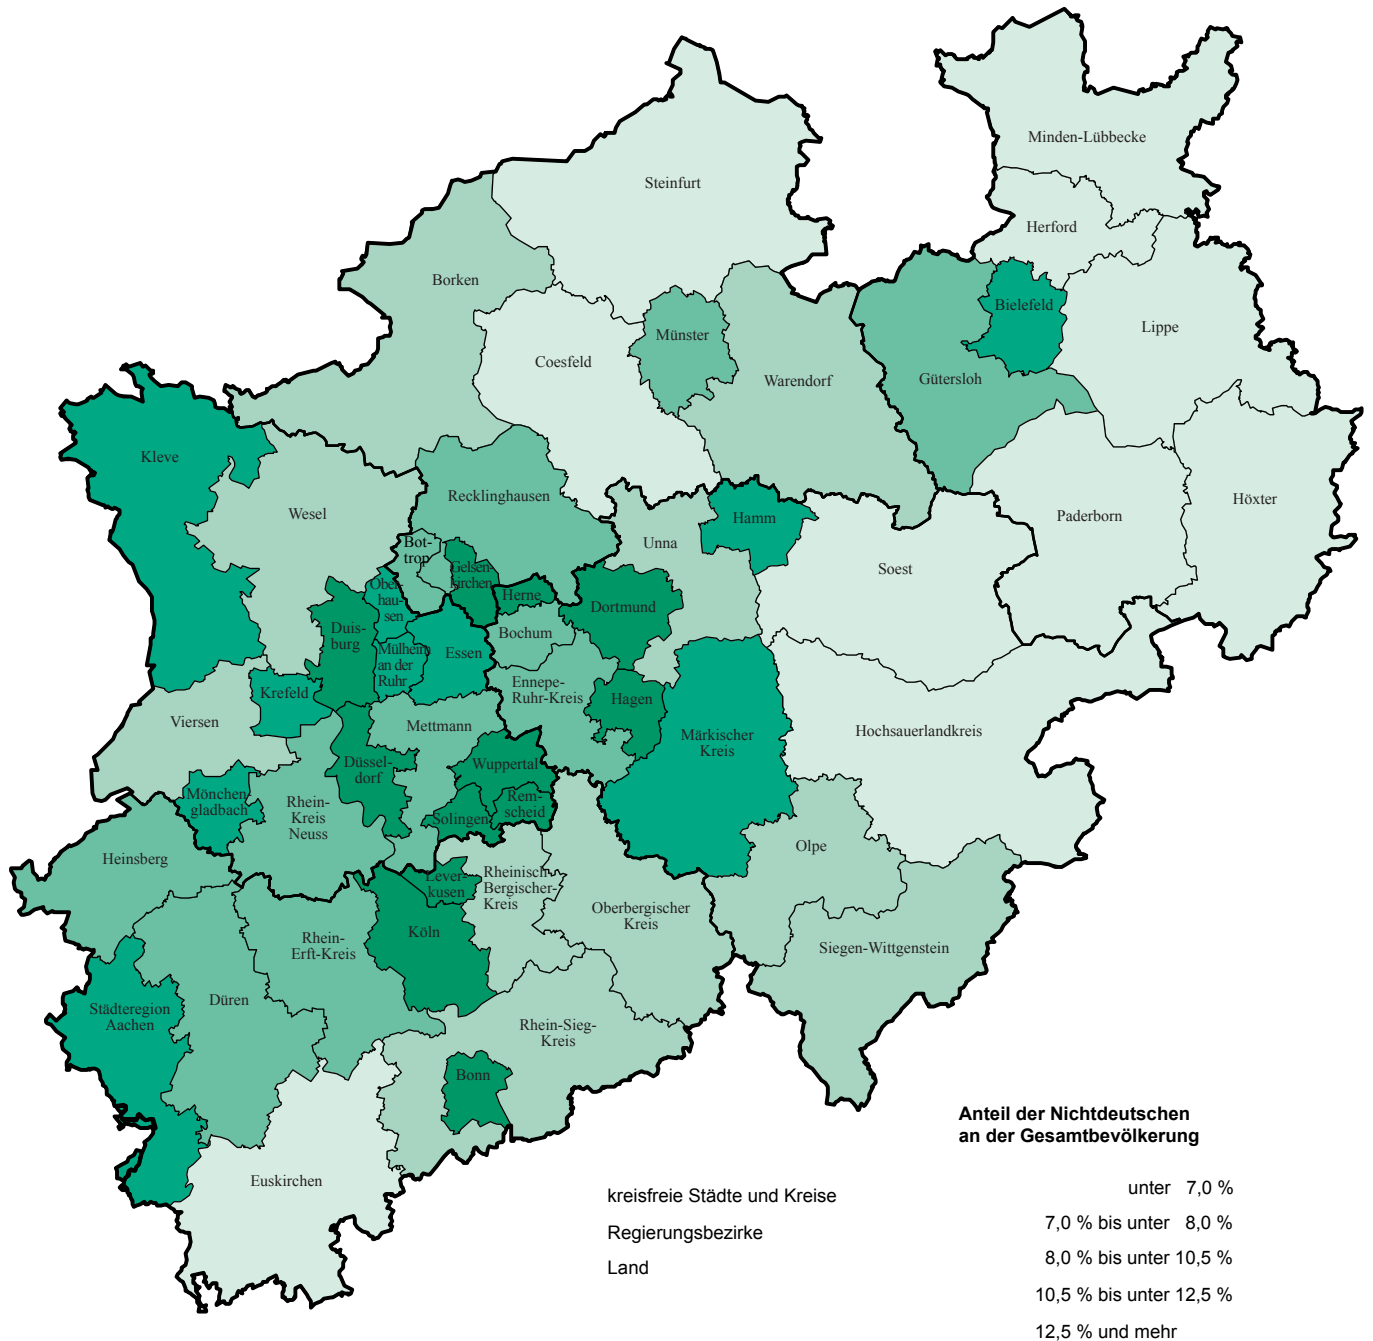 Minden-Lübbecke
Steinfurt
Herford
Borken
Bielefeld
Lippe
Münster
Coesfeld
Warendorf
Gütersloh
Kleve
Recklinghausen
Höxter
Wesel
Hamm
Paderborn
Unna
Bot-
trop
Soest
Gelsen-
kirchen
Ober-
hau-
sen
Herne
Dortmund
Duis-
burg
Bochum
Mülheim
an der
Ruhr
Essen
Ennepe-
Ruhr-Kreis
Krefeld
Hagen
Viersen
Mettmann
Märkischer
Kreis
Hochsauerlandkreis
Düssel-
dorf
Wuppertal
Mönchen-
gladbach
Rhein-
Kreis
Neuss
Rem-
scheid
Solingen
Olpe
Heinsberg
Lever-
kusen
Rheinisch-
Bergischer-
Kreis
Oberbergischer
Kreis
Köln
Rhein-
Erft-Kreis
Siegen-Wittgenstein
Düren
Städteregion
Aachen
Rhein-Sieg-
Kreis
Bonn
Euskirchen
Anteil der Nichtdeutschen
an der Gesamtbevölkerung
kreisfreie Städte und Kreise
Regierungsbezirke
Land
unter 7,0 %
7,0 % bis unter 8,0 %
8,0 % bis unter 10,5 %
10,5 % bis unter 12,5 %
12,5 % und mehr